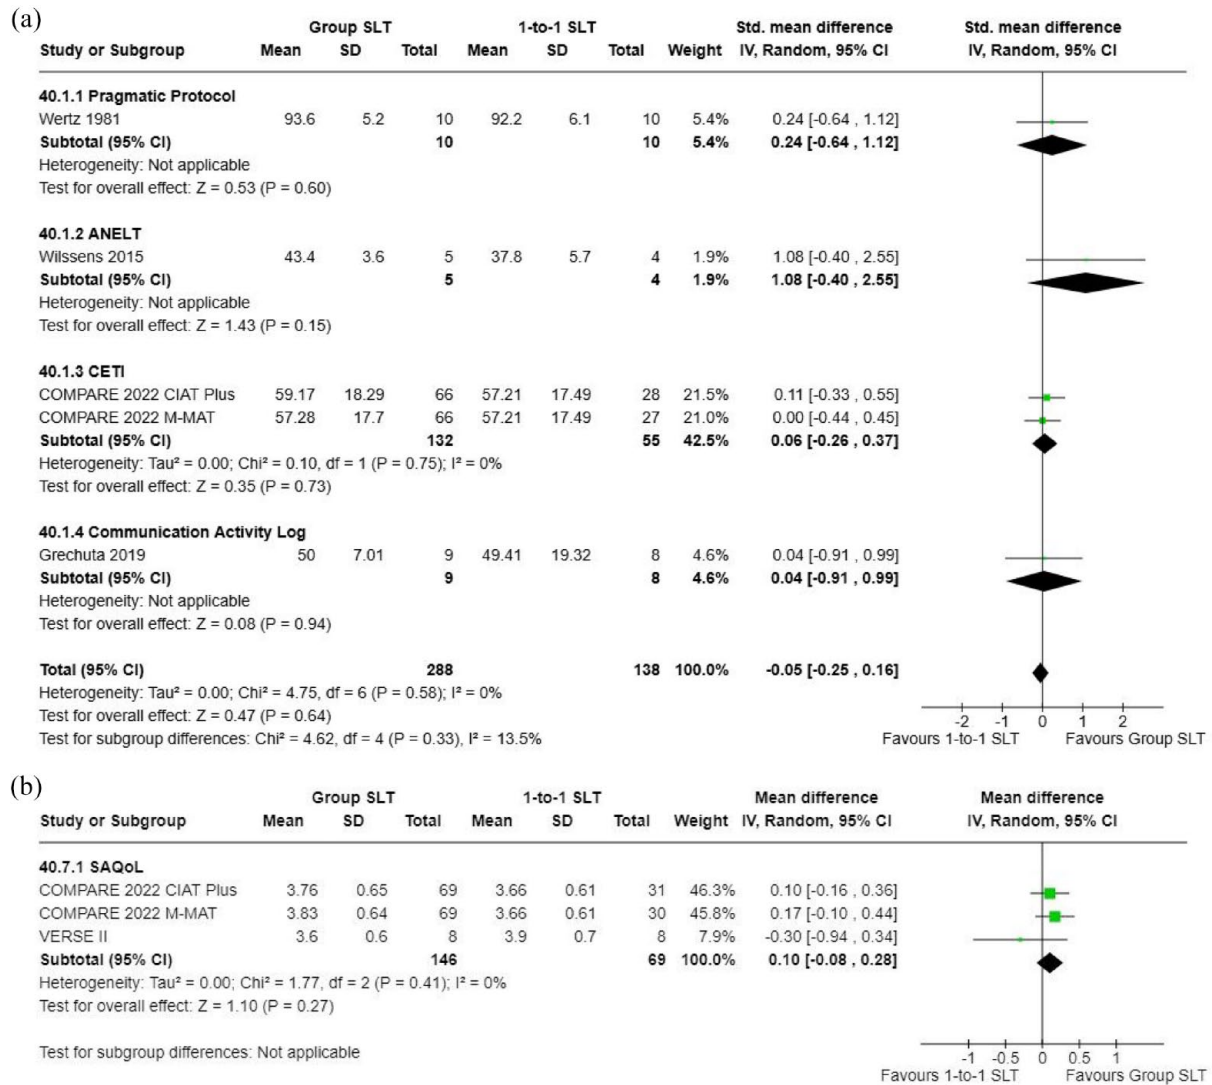 (a)
Group SLT 1-to-1 SLT Std. mean difference Std. mean difference
Study or Subgroup Mean SD Total Mean SD Total Weight IV, Random, 95% CI IV, Random, 95% CI
40.1.1 Pragmatic Protocol
Wertz 1981 93.6 5.2 10 92.2 6.1 10 5.4% 0.24 [-0.64 , 1.12]
Subtotal (95% CI) 10 10 5.4% 0.24 [-0.64 , 1.12]
Heterogeneity: Not applicable
Test for overall effect: Z = 0.53 (P = 0.60)
40.1.2 ANELT
Wilssens 2015 43.4 3.6 5 37.8 5.7 4 1.9% 1.08 [-0.40 , 2.55]
Subtotal (95% CI) 5 4 1.9% 1.08 [-0.40 , 2.55]
Heterogeneity: Not applicable
Test for overall effect: Z = 1.43 (P = 0.15)
40.1.3 CETI
COMPARE 2022 CIAT Plus 59.17 18.29 66 57.21 17.49 28 21.5% 0.11 [-0.33 , 0.55]
COMPARE 2022 M-MAT 57.28 17.7 66 57.21 17.49 27 21.0% 0.00 [-0.44 , 0.45]
Subtotal (95% CI) 132 55 42.5% 0.06 [-0.26 , 0.37]
Heterogeneity: Tau² = 0.00; Chi² = 0.10, df = 1 (P = 0.75); I² = 0%
Test for overall effect: Z = 0.35 (P = 0.73)
40.1.4 Communication Activity Log
Grechuta 2019 50 7.01 9 49.41 19.32 8 4.6% 0.04 [-0.91 , 0.99]
Subtotal (95% CI) 9 8 4.6% 0.04 [-0.91 , 0.99]
Heterogeneity: Not applicable
Test for overall effect: Z = 0.08 (P = 0.94)
Total (95% CI) 288 138 100.0% -0.05 [-0.25 , 0.16]
Heterogeneity: Tau² = 0.00; Chi² = 4.75, df = 6 (P = 0.58); I² = 0%
Test for overall effect: Z = 0.47 (P = 0.64)
Test for subgroup differences: Chi² = 4.62, df = 4 (P = 0.33), I² = 13.5%
-2 -1 0 1 2
Favours 1-to-1 SLT Favours Group SLT
(b)
Group SLT 1-to-1 SLT Mean difference Mean difference
Study or Subgroup Mean SD Total Mean SD Total Weight IV, Random, 95% CI IV, Random, 95% CI
40.7.1 SAQoL
COMPARE 2022 CIAT Plus 3.76 0.65 69 3.66 0.61 31 46.3% 0.10 [-0.16 , 0.36]
COMPARE 2022 M-MAT 3.83 0.64 69 3.66 0.61 30 45.8% 0.17 [-0.10 , 0.44]
VERSE II 3.6 0.6 8 3.9 0.7 8 7.9% -0.30 [-0.94 , 0.34]
Subtotal (95% CI) 146 69 100.0% 0.10 [-0.08 , 0.28]
Heterogeneity: Tau² = 0.00; Chi² = 1.77, df = 2 (P = 0.41); I² = 0%
Test for overall effect: Z = 1.10 (P = 0.27)
Test for subgroup differences: Not applicable
-1 -0.5 0 0.5 1
Favours 1-to-1 SLT Favours Group SLT